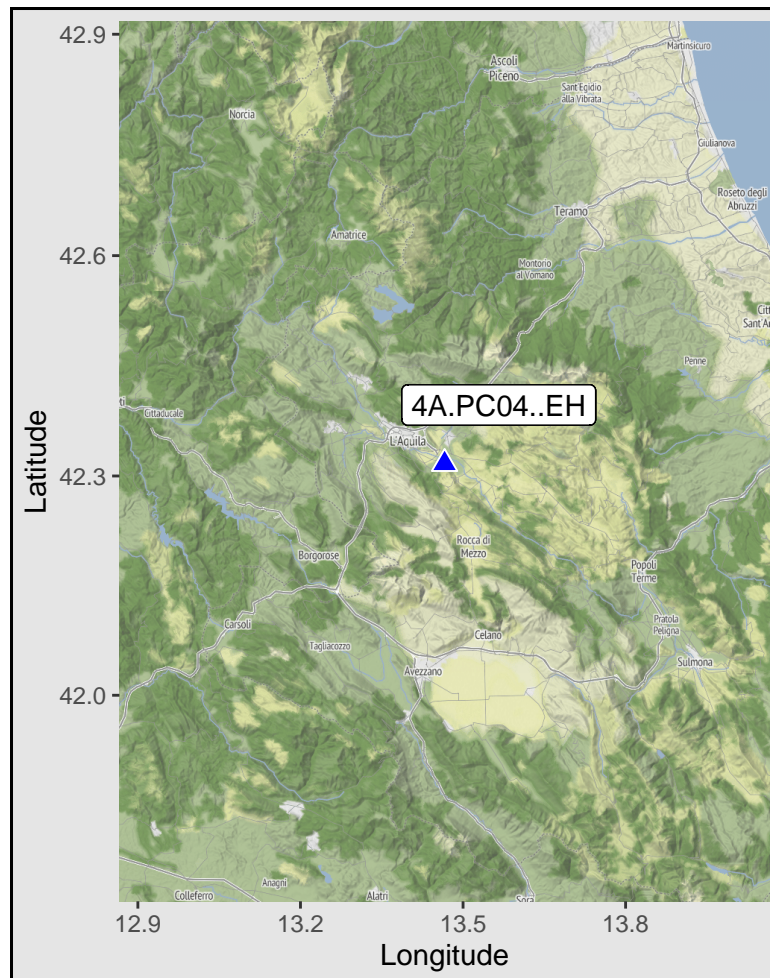 42.9
Martinsicuro
Ascoli
Piceno
Sant'Egidio
alla Vibrata
Norcia
Giulianova
Roseto degli
Abruzzi
Teramo
Amatrice
42.6
Montorio
al Vomano
Citt
Sant'A
Penne
4A.PC04..EH
Cittaducale
L'Aquila
Latitude
42.3
Rocca di
Mezzo
Borgorose
Popoli
Terme
Carsoli
Pratola
Peligna
Celano
Tagliacozzo
Sulmona
Avezzano
42.0
Anagni
Colleferro
Alatri
Sora
12.9
13.2
13.5
13.8
Longitude